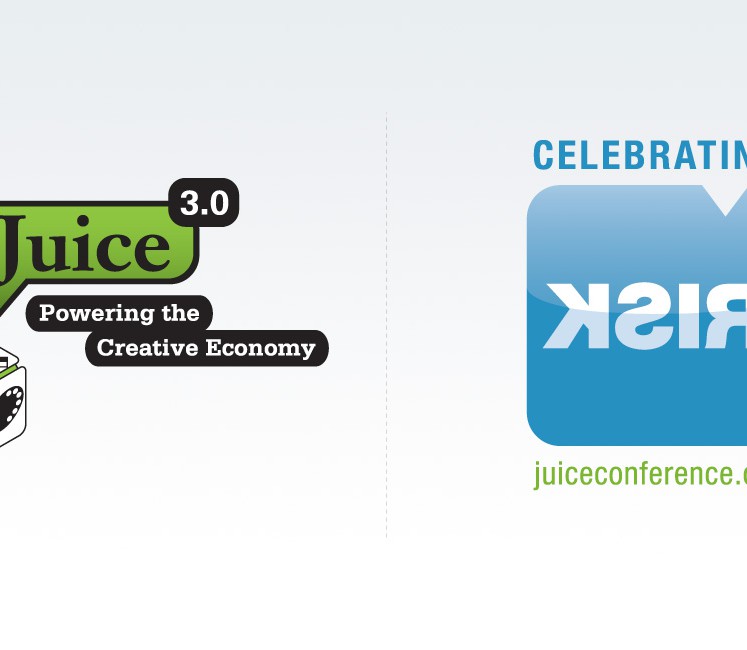 3.0
Juice
Powering the
Creative Economy
CELEBRATIN
RISK
juiceconference.